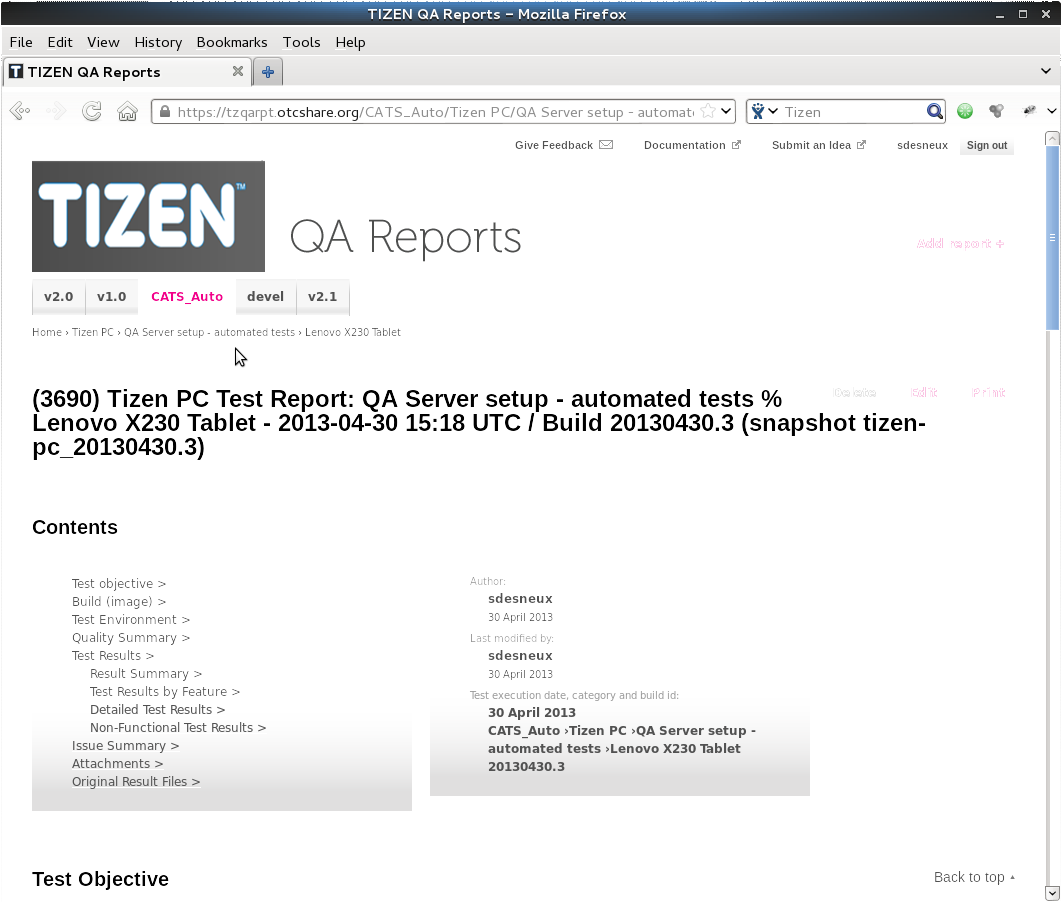 TIZEN QA Reports – Mozilla Firefox
File Edit View History Bookmarks Tools Help
TIZEN QA Reports
https://tzqarpt.otcshare.org/CATS_Auto/Tizen PC/QA Server setup - automat
Tizen
Give Feedback Documentation Submit an Idea sdesneux Sign out
TIZEN™
QA Reports
Add report +
v2.0 v1.0 CATS_Auto devel v2.1
Home › Tizen PC › QA Server setup - automated tests › Lenovo X230 Tablet
Delete Edit Print
(3690) Tizen PC Test Report: QA Server setup - automated tests %
Lenovo X230 Tablet - 2013-04-30 15:18 UTC / Build 20130430.3 (snapshot tizen-
pc_20130430.3)
Contents
Test objective >
Build (image) >
Test Environment >
Quality Summary >
Test Results >
Result Summary >
Test Results by Feature >
Detailed Test Results >
Non-Functional Test Results >
Issue Summary >
Attachments >
Original Result Files >
Author:
sdesneux
30 April 2013
Last modified by:
sdesneux
30 April 2013
Test execution date, category and build id:
30 April 2013
CATS_Auto ›Tizen PC ›QA Server setup -
automated tests ›Lenovo X230 Tablet
20130430.3
Test Objective
Back to top